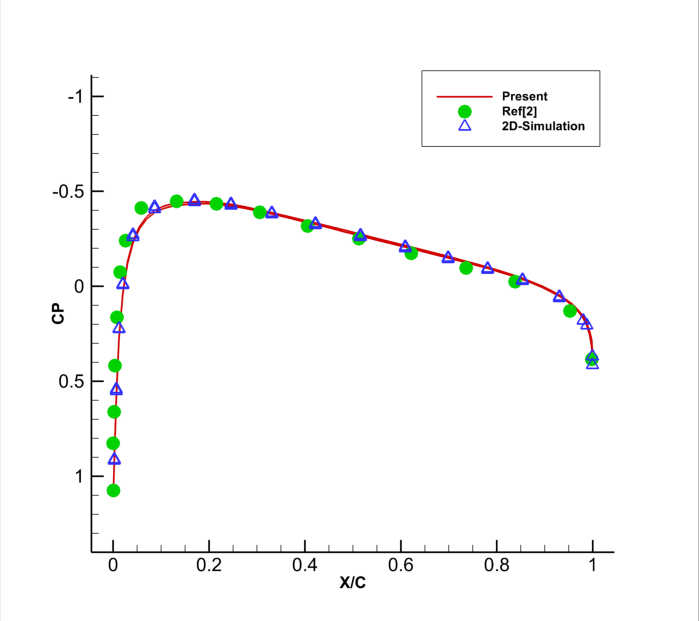 Present
Ref[2]
2D-Simulation
-1
-0.5
0
0.5
1
CP
0 0.2 0.4 0.6 0.8 1
X/C